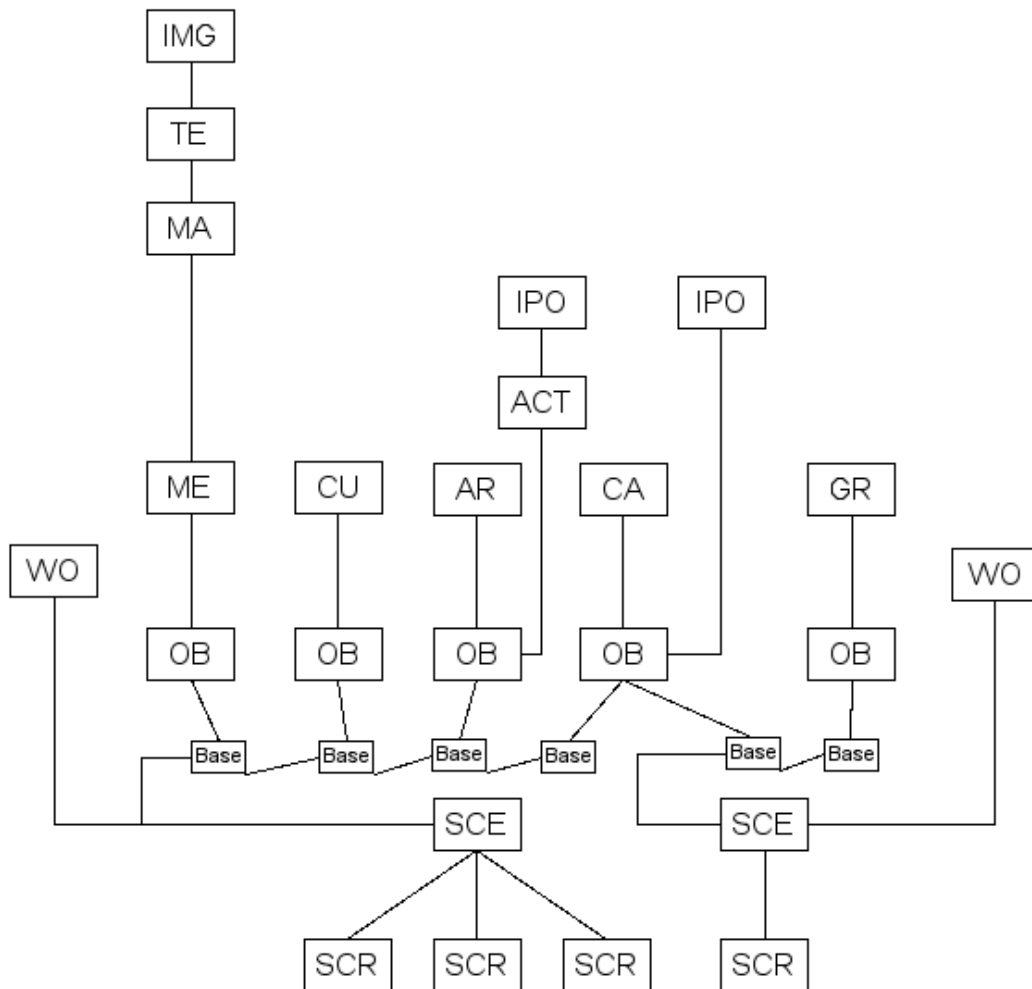 IMG
TE
MA
IPO IPO
ACT
ME CU AR CA GR
WO WO
OB OB OB OB OB
Base Base Base Base Base Base
SCE SCE
SCR SCR SCR SCR